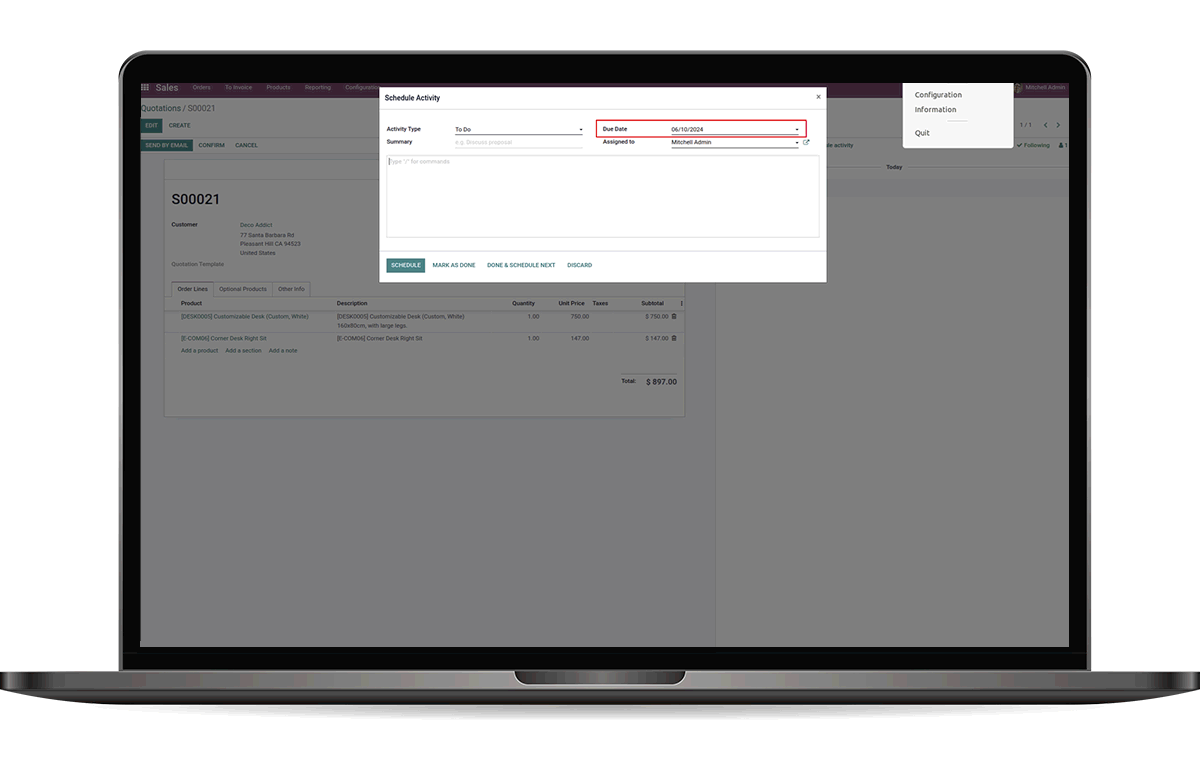 Sales Orders To Invoice Products Reporting Configuratio Mitchell Admin
Quotations / S00021
EDIT CREATE 1 / 1
SEND BY EMAIL CONFIRM CANCEL le activity Following 1
Today
Configuration
Information
Quit
Schedule Activity ×
Activity Type To Do Due Date 06/10/2024
Summary e.g. Discuss proposal Assigned to Mitchell Admin
Type "/" for commands
SCHEDULE MARK AS DONE DONE & SCHEDULE NEXT DISCARD
S00021
Customer Deco Addict
77 Santa Barbara Rd
Pleasant Hill CA 94523
United States
Quotation Template
Order Lines Optional Products Other Info
Product Description Quantity Unit Price Taxes Subtotal
[DESK0005] Customizable Desk (Custom, White) [DESK0005] Customizable Desk (Custom, White) 1.00 750.00 $ 750.00
160x80cm, with large legs.
[E-COM06] Corner Desk Right Sit [E-COM06] Corner Desk Right Sit 1.00 147.00 $ 147.00
Add a product Add a section Add a note
Total: $ 897.00